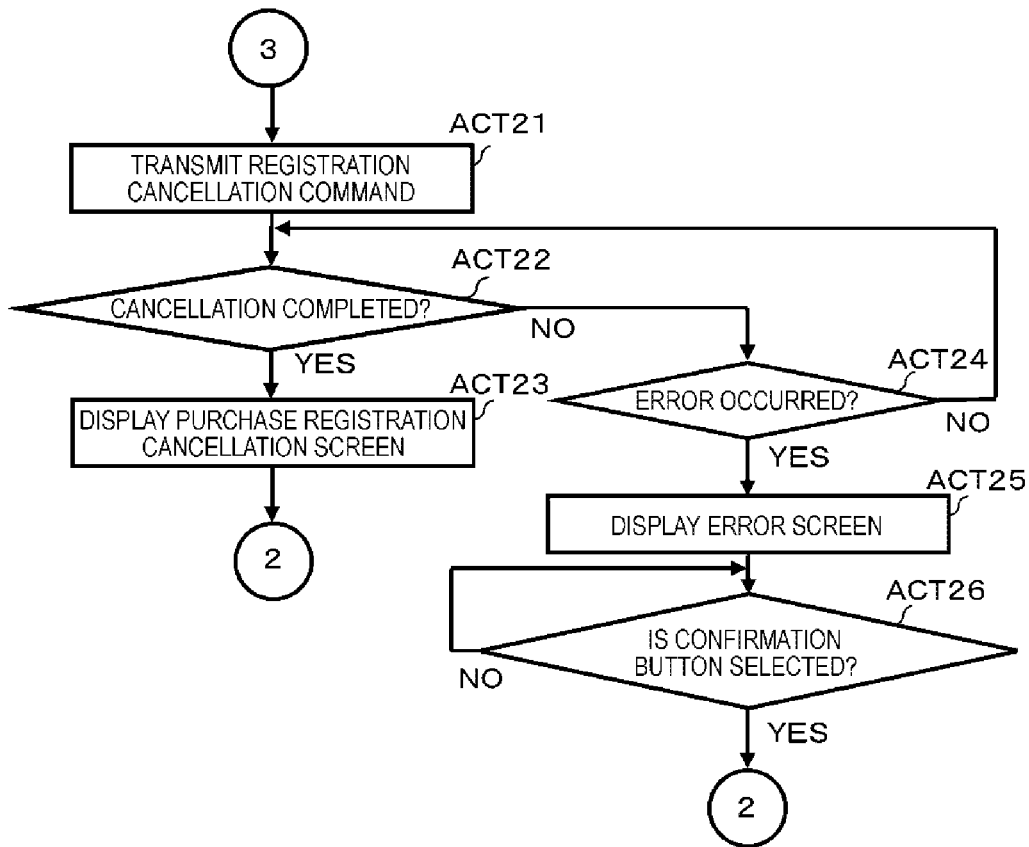 3
ACT21
TRANSMIT REGISTRATION
CANCELLATION COMMAND
ACT22
CANCELLATION COMPLETED?
NO
YES
ACT23
DISPLAY PURCHASE REGISTRATION
CANCELLATION SCREEN
2
ACT24
ERROR OCCURRED?
NO
YES
ACT25
DISPLAY ERROR SCREEN
ACT26
IS CONFIRMATION
BUTTON SELECTED?
NO
YES
2